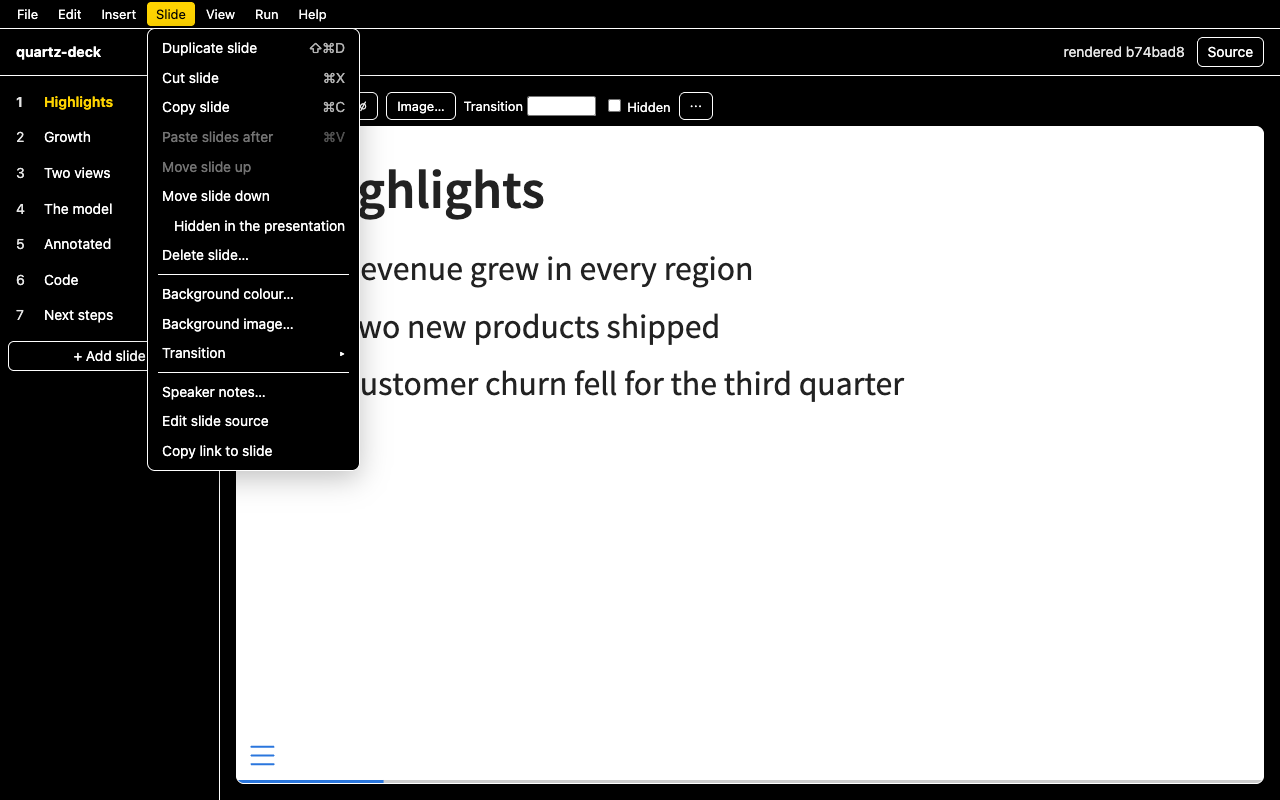 File Edit Insert Slide View Run Help
quartz-deck
rendered b74bad8 Source
1 Highlights
2 Growth
3 Two views
4 The model
5 Annotated
6 Code
7 Next steps
+ Add slide
Duplicate slide ⇧⌘D
Cut slide ⌘X
Copy slide ⌘C
Paste slides after ⌘V
Move slide up
Move slide down
Hidden in the presentation
Delete slide...
Background colour...
Background image...
Transition ▸
Speaker notes...
Edit slide source
Copy link to slide
Image... Transition Hidden ...
ghlights
evenue grew in every region
wo new products shipped
ustomer churn fell for the third quarter